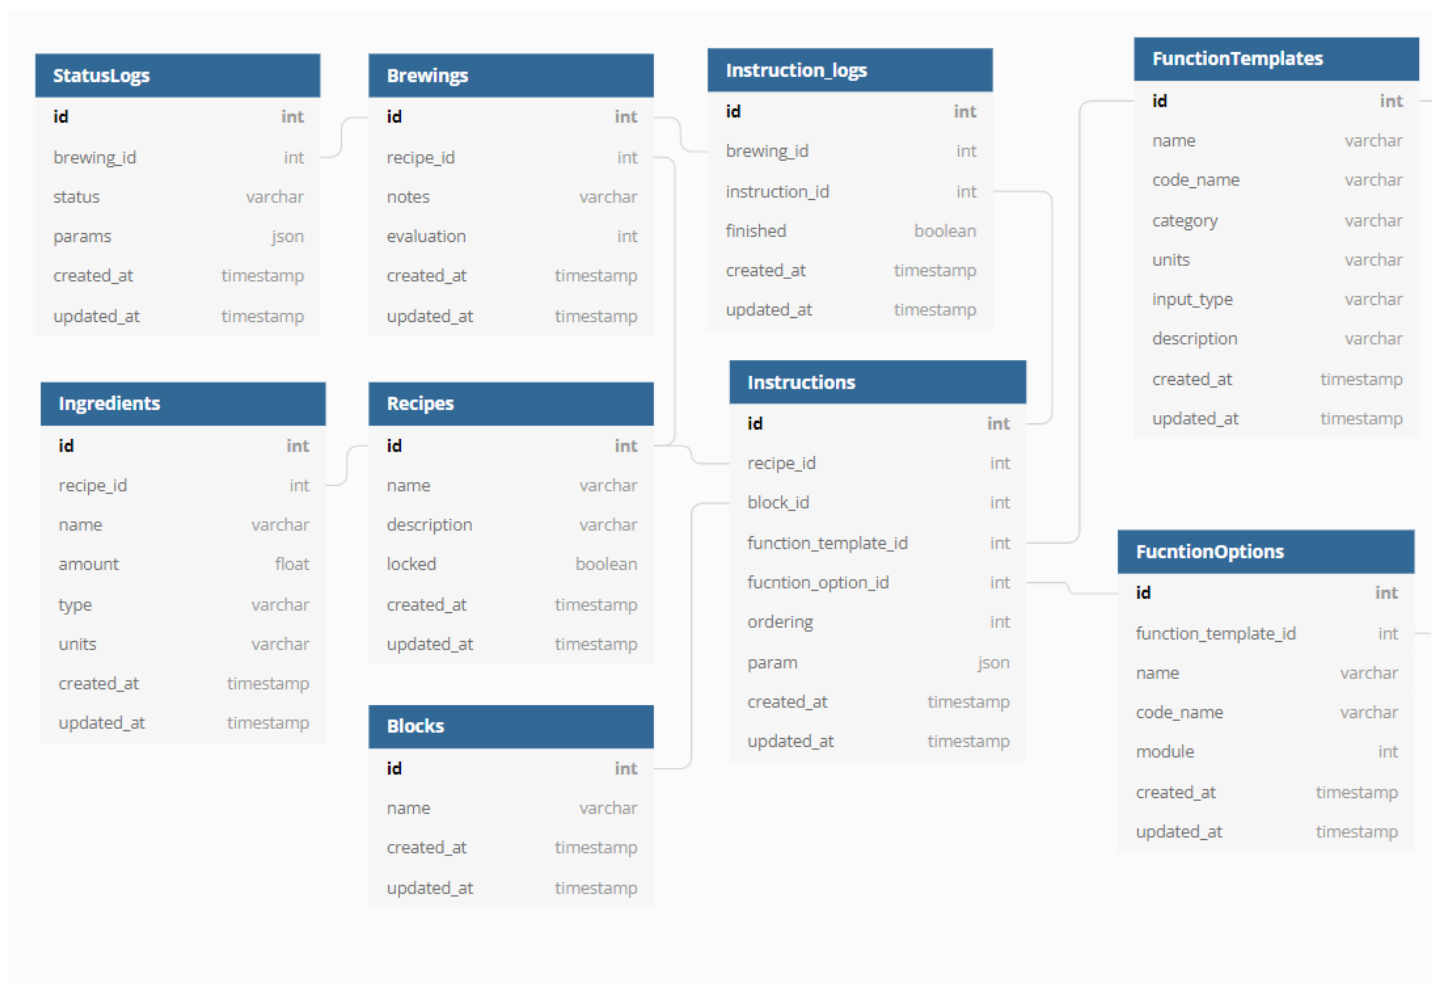 StatusLogs
id int
brewing_id int
status varchar
params json
created_at timestamp
updated_at timestamp
Brewings
id int
recipe_id int
notes varchar
evaluation int
created_at timestamp
updated_at timestamp
Instruction_logs
id int
brewing_id int
instruction_id int
finished boolean
created_at timestamp
updated_at timestamp
FunctionTemplates
id int
name varchar
code_name varchar
category varchar
units varchar
input_type varchar
description varchar
created_at timestamp
updated_at timestamp
Ingredients
id int
recipe_id int
name varchar
amount float
type varchar
units varchar
created_at timestamp
updated_at timestamp
Recipes
id int
name varchar
description varchar
locked boolean
created_at timestamp
updated_at timestamp
Instructions
id int
recipe_id int
block_id int
function_template_id int
fucntion_option_id int
ordering int
param json
created_at timestamp
updated_at timestamp
FucntionOptions
id int
function_template_id int
name varchar
code_name varchar
module int
created_at timestamp
updated_at timestamp
Blocks
id int
name varchar
created_at timestamp
updated_at timestamp